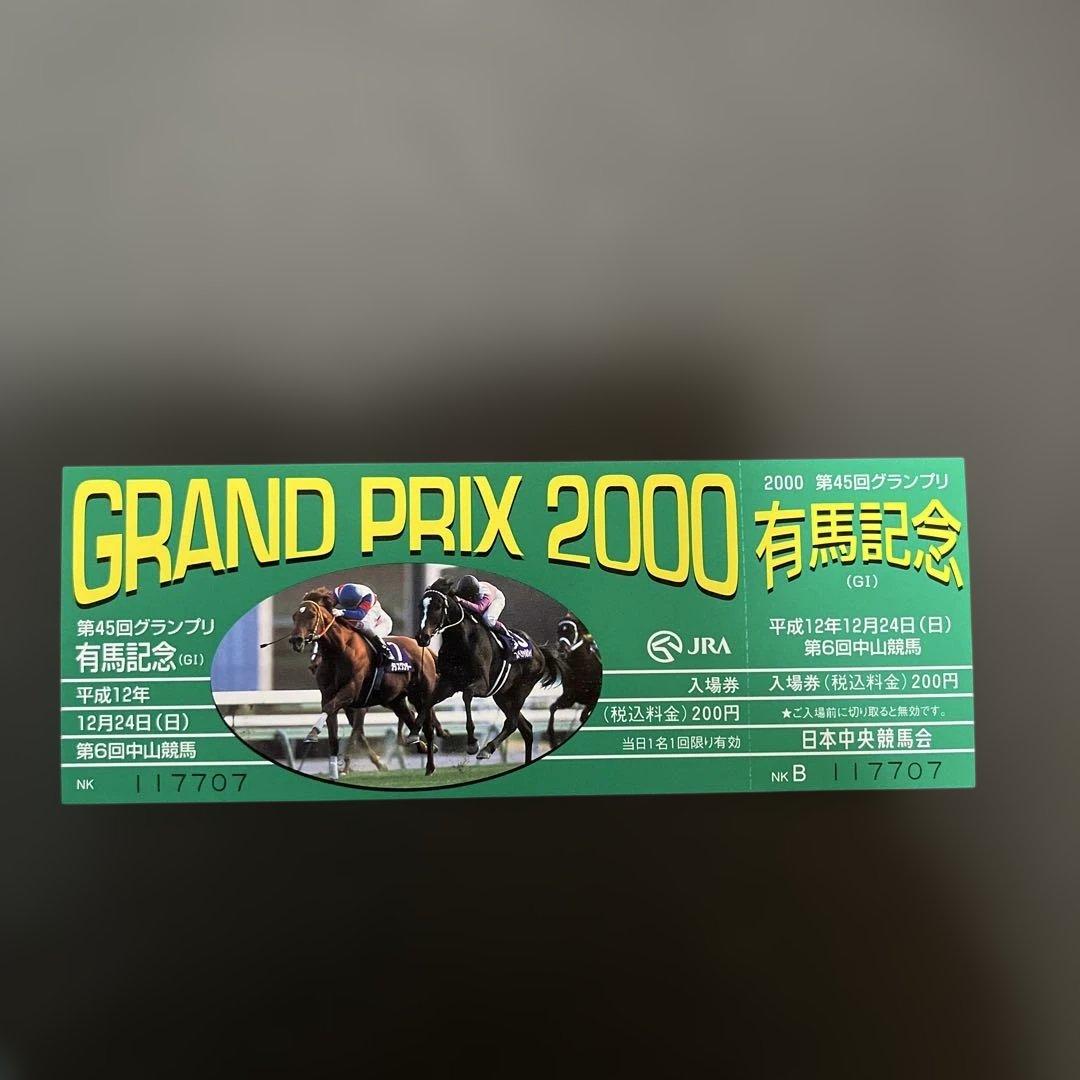 GRAND PRIX 2000
第45回グランプリ
有馬記念(GI)
平成12年
12月24日(日)
第6回中山競馬
NK 117707
JRA
入場券
(税込料金)200円
当日1名1回限り有効
2000 第45回グランプリ
有馬記念
(GI)
平成12年12月24日(日)
第6回中山競馬
入場券(税込料金)200円
★ご入場前に切り取ると無効です。
日本中央競馬会
NK B 117707